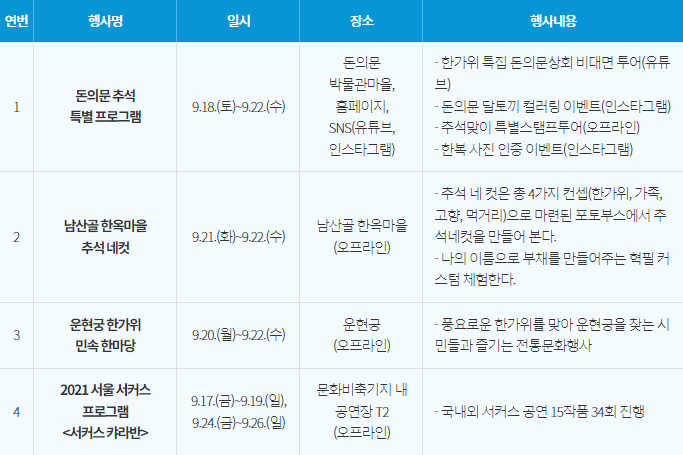 연번 행사명 일시 장소 행사내용
1
돈의문 추석
특별 프로그램
9.18.(토)~9.22.(수)
돈의문
박물관마을,
홈페이지,
SNS(유튜브,
인스타그램)
- 한가위 특집 돈의문상회 비대면 투어(유튜
브)
- 돈의문 달토끼 컬러링 이벤트(인스타그램)
- 추석맞이 특별스탬프투어(오프라인)
- 한복 사진 인증 이벤트(인스타그램)
2
남산골 한옥마을
추석 네컷
9.21.(화)~9.22.(수)
남산골 한옥마을
(오프라인)
- 추석 네 컷은 총 4가지 컨셉(한가위, 가족,
고향, 먹거리)으로 마련된 포토부스에서 추
석네컷을 만들어 본다.
- 나의 이름으로 부채를 만들어주는 혁필 커
스텀 체험한다.
3
운현궁 한가위
민속 한마당
9.20.(월)~9.22.(수)
운현궁
(오프라인)
- 풍요로운 한가위를 맞아 운현궁을 찾는 시
민들과 즐기는 전통문화행사
4
2021 서울 서커스
프로그램
<서커스 카라반>
9.17.(금)~9.19.(일),
9.24.(금)~9.26.(일)
문화비축기지 내
공연장 T2
(오프라인)
- 국내외 서커스 공연 15작품 34회 진행